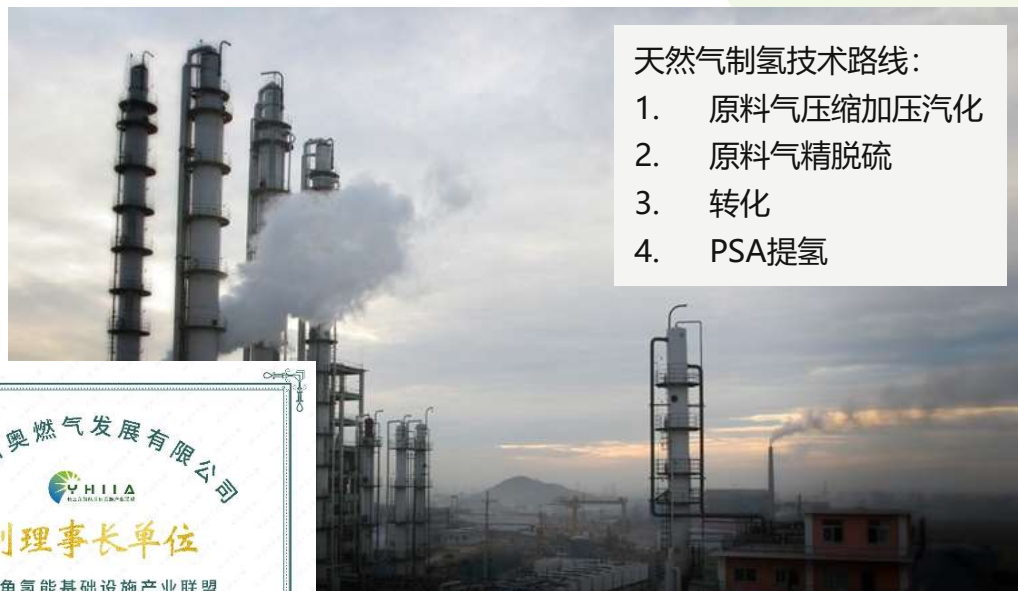 天然气制氢技术路线：
1. 原料气压缩加压汽化
2. 原料气精脱硫
3. 转化
4. PSA提氢
奥燃气发展有限公司
YHIIA
理事长单位
角氢能基础设施产业联盟